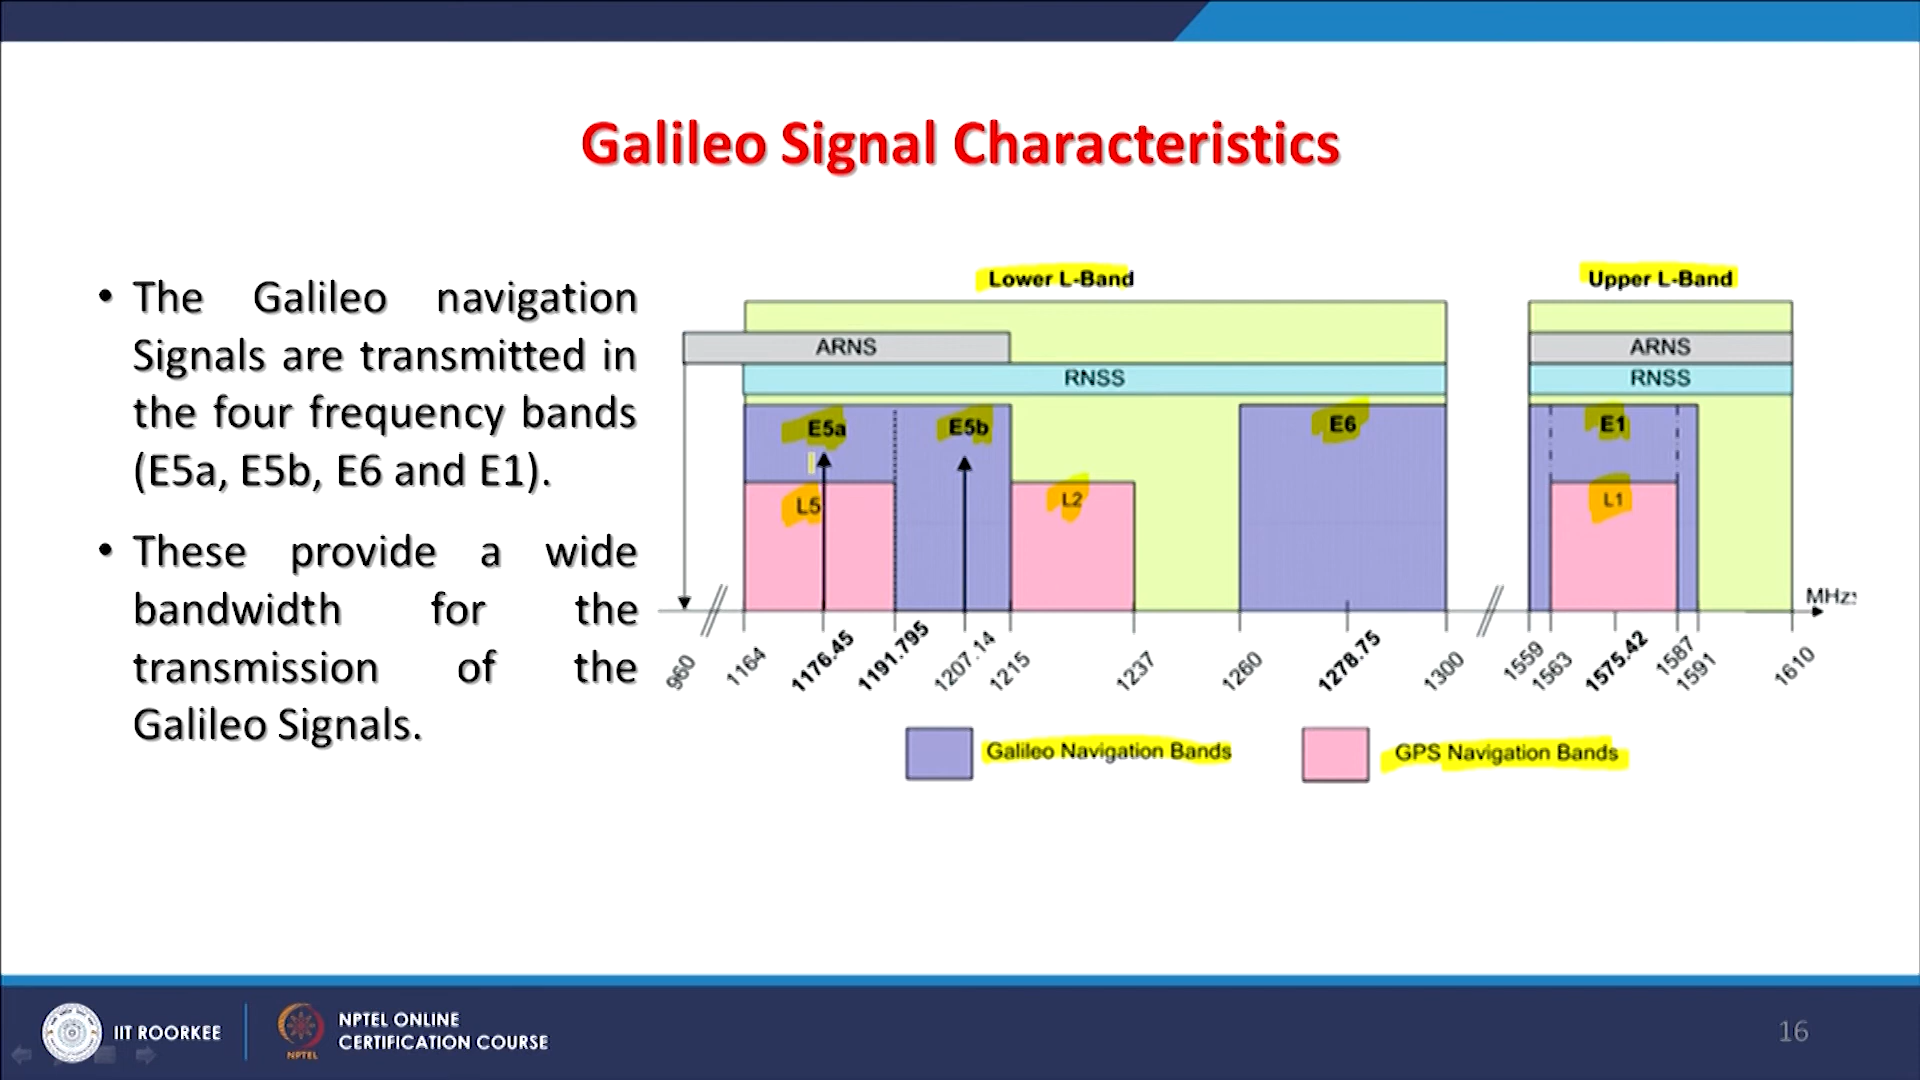 Galileo Signal Characteristics
• The Galileo navigation
Signals are transmitted in
the four frequency bands
(E5a, E5b, E6 and E1).
• These provide a wide
bandwidth for the
transmission of the
Galileo Signals.
Lower L-Band
Upper L-Band
ARNS
ARNS
RNSS
RNSS
E5a
E5b
E6
E1
L5
L2
L1
MHz
960
1164
1176.45
1191.795
1207.14
1215
1237
1260
1278.75
1300
1559
1563
1575.42
1587
1591
1610
Galileo Navigation Bands
GPS Navigation Bands
IIT ROORKEE
NPTEL
NPTEL ONLINE
CERTIFICATION COURSE
16